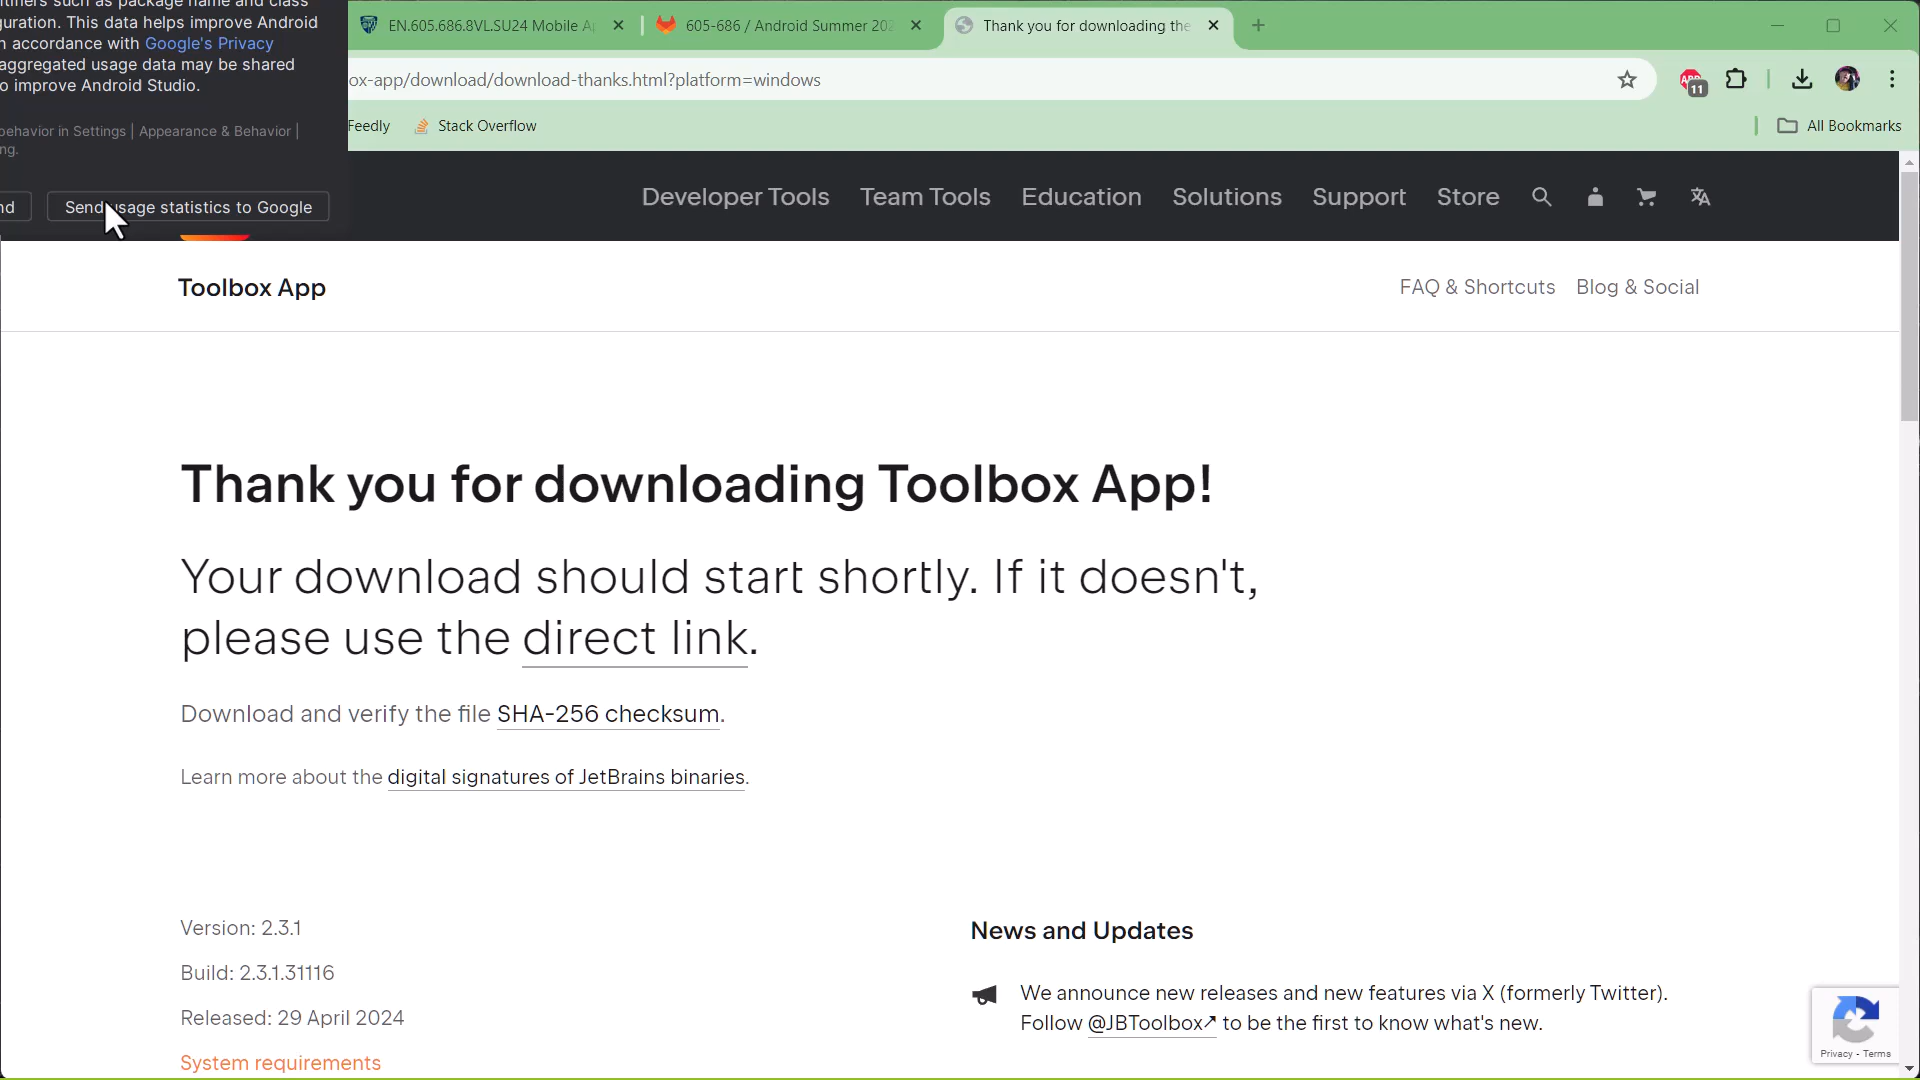 such as package name and class
This data helps improve Android
accordance with Google's Privacy
aggregated usage data may be shared
improve Android Studio.
behavior in Settings | Appearance & Behavior |
Send usage statistics to Google
EN.605.686.8VL.SU24 Mobile
605-686 / Android Summer
Thank you for downloading the
ox-app/download/download-thanks.html?platform=windows
11
Feedly
Stack Overflow
All Bookmarks
Developer Tools
Team Tools
Education
Solutions
Support
Store
Toolbox App
FAQ & Shortcuts
Blog & Social
Thank you for downloading Toolbox App!
Your download should start shortly. If it doesn't,
please use the direct link.
Download and verify the file SHA-256 checksum.
Learn more about the digital signatures of JetBrains binaries.
Version: 2.3.1
Build: 2.3.1.31116
Released: 29 April 2024
System requirements
News and Updates
We announce new releases and new features via X (formerly Twitter).
Follow @JBToolbox↗ to be the first to know what's new.
Privacy - Terms